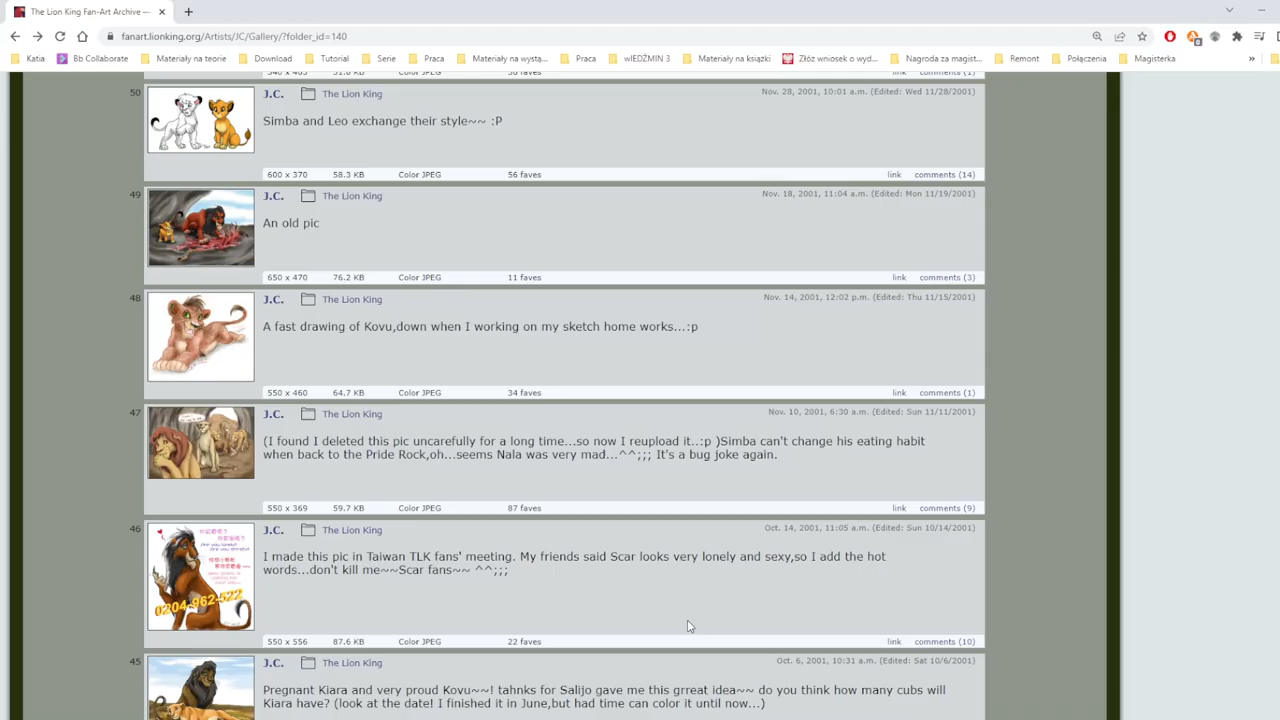 The Lion King Fan-Art Archive —
fanart.lionking.org/Artists/JC/Gallery/?folder_id=140
Katia Bb Collaborate Materiały na teorie Download Tutorial Serie Praca Materiały na wystą... Praca wIEDŹMIN 3 Materiały na książki Złóż wniosek o wyd... Nagroda za magist... Remont Połączenia Magisterka »
Color JPEG link comments (1)
50 J.C. The Lion King Nov. 28, 2001, 10:01 a.m. (Edited: Wed 11/28/2001)
Simba and Leo exchange their style~~ :P
600 x 370 58.3 KB Color JPEG 56 faves link comments (14)
49 J.C. The Lion King Nov. 18, 2001, 11:04 a.m. (Edited: Mon 11/19/2001)
An old pic
650 x 470 76.2 KB Color JPEG 11 faves link comments (3)
48 J.C. The Lion King Nov. 14, 2001, 12:02 p.m. (Edited: Thu 11/15/2001)
A fast drawing of Kovu,down when I working on my sketch home works...:p
550 x 460 64.7 KB Color JPEG 34 faves link comments (1)
47 J.C. The Lion King Nov. 10, 2001, 6:30 a.m. (Edited: Sun 11/11/2001)
(I found I deleted this pic uncarefully for a long time...so now I reupload it..:p )Simba can't change his eating habit
when back to the Pride Rock,oh...seems Nala was very mad...^^;;; It's a bug joke again.
550 x 369 59.7 KB Color JPEG 87 faves link comments (9)
46 J.C. The Lion King Oct. 14, 2001, 11:05 a.m. (Edited: Sun 10/14/2001)
I made this pic in Taiwan TLK fans' meeting. My friends said Scar looks very lonely and sexy,so I add the hot
words...don't kill me~~Scar fans~~ ^^;;;
0204-962-522
550 x 556 87.6 KB Color JPEG 22 faves link comments (10)
45 J.C. The Lion King Oct. 6, 2001, 10:31 a.m. (Edited: Sat 10/6/2001)
Pregnant Kiara and very proud Kovu~~! tahnks for Salijo gave me this grreat idea~~ do you think how many cubs will
Kiara have? (look at the date! I finished it in June,but had time can color it until now...)